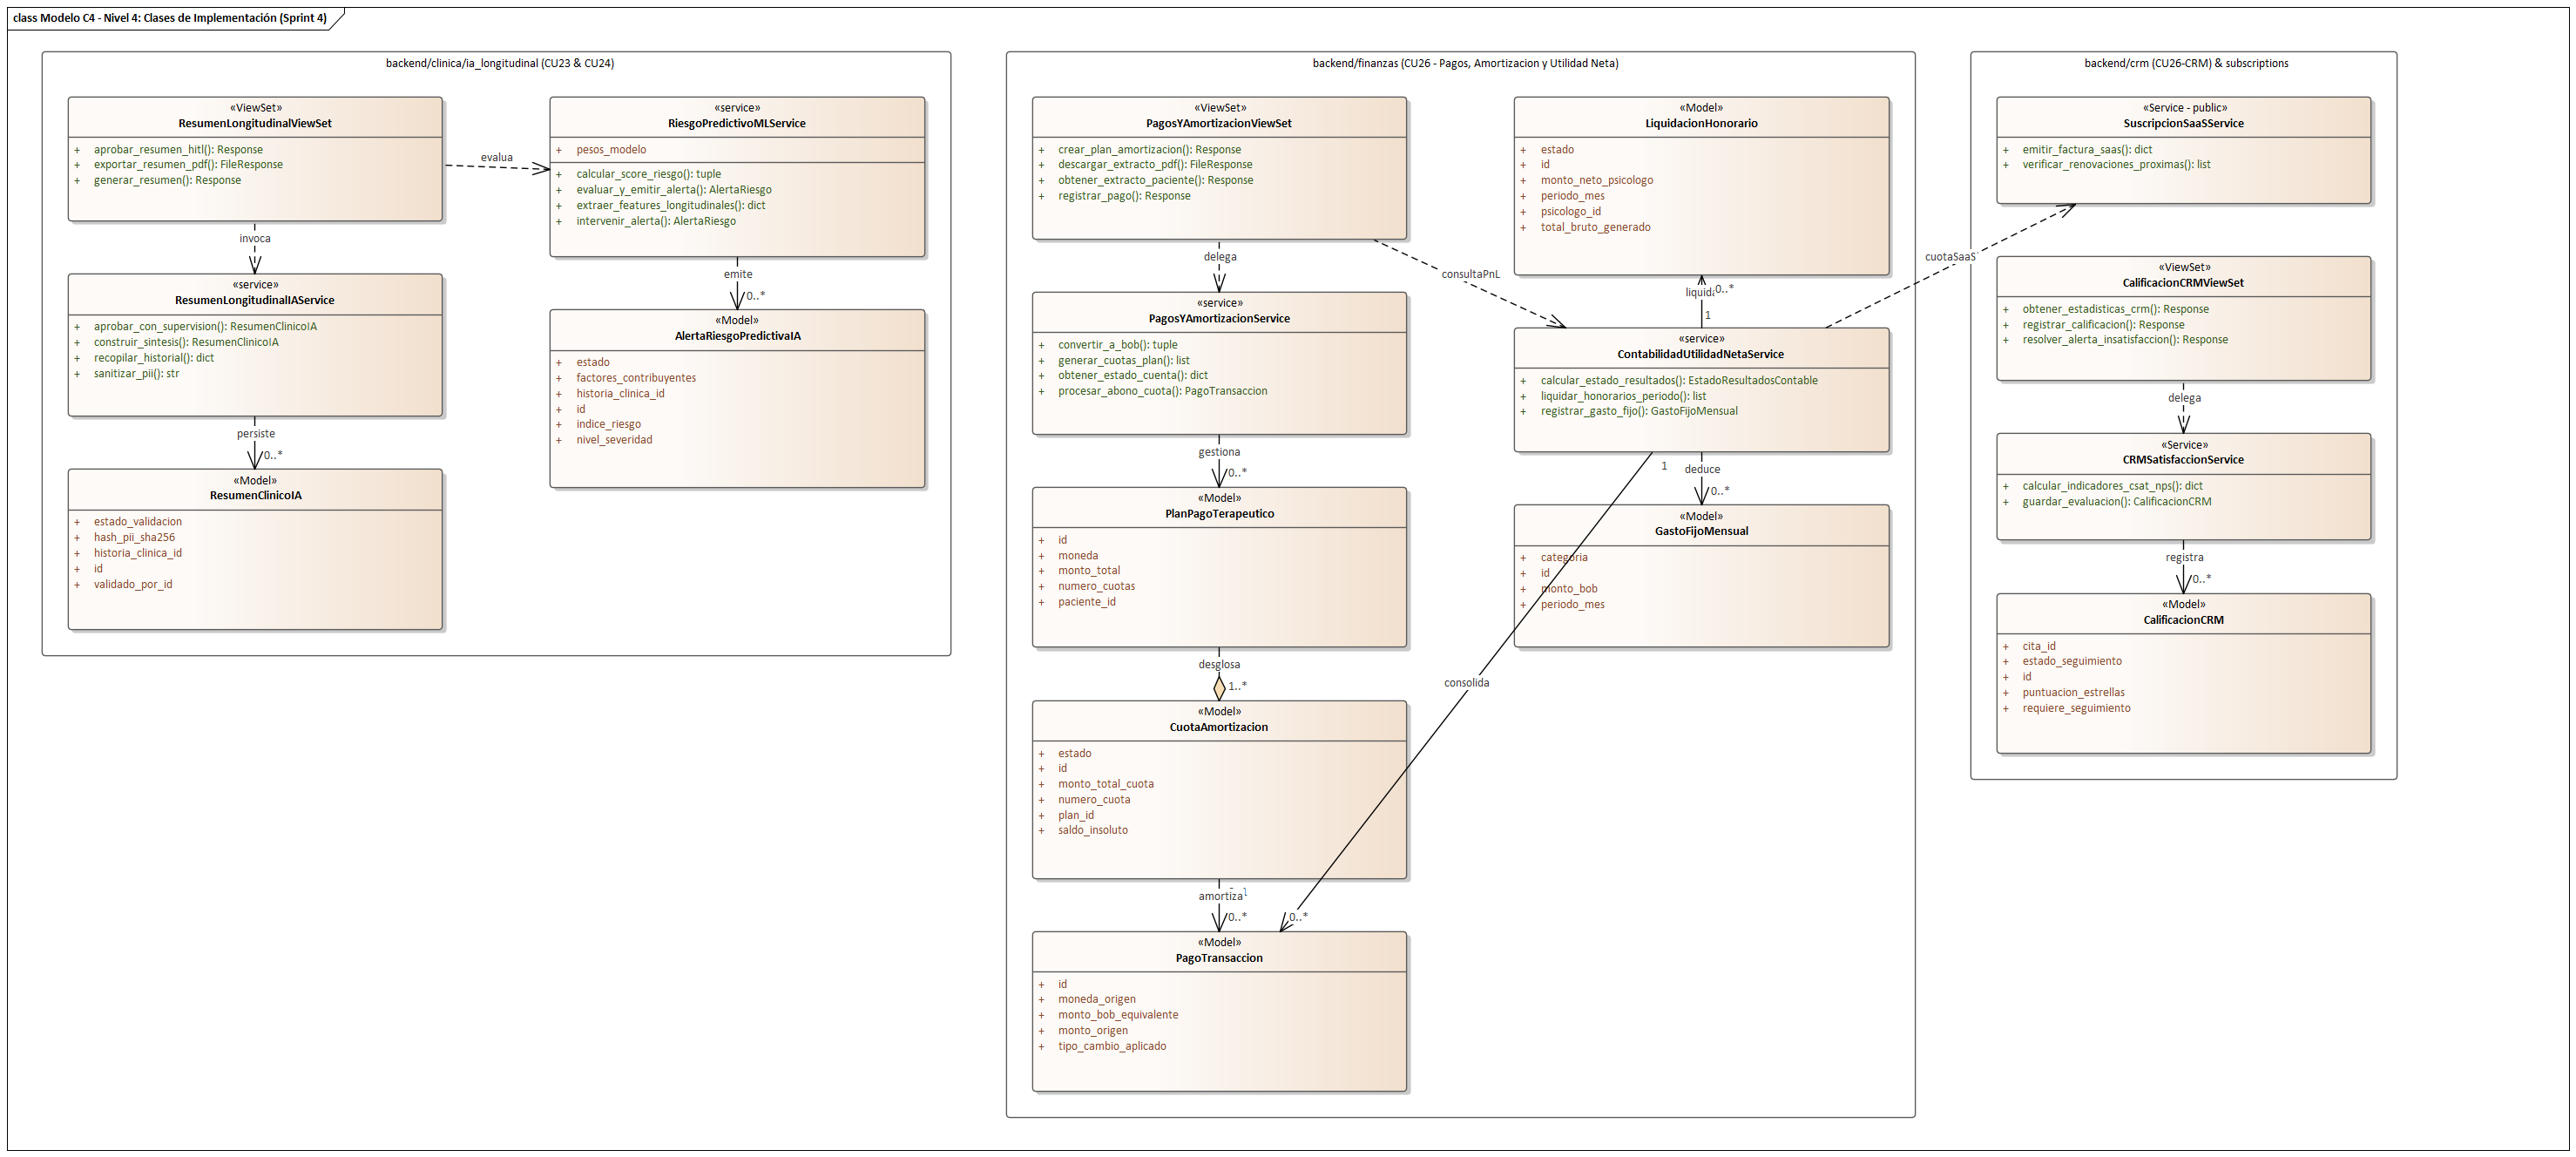 class Modelo C4 - Nivel 4: Clases de Implementación (Sprint 4)
backend/clinica/ia_longitudinal (CU23 & CU24)
«ViewSet»
ResumenLongitudinalViewSet
+ aprobar_resumen_hitl(): Response
+ exportar_resumen_pdf(): FileResponse
+ generar_resumen(): Response
evalua
«service»
RiesgoPredictivoMLService
+ pesos_modelo
+ calcular_score_riesgo(): tuple
+ evaluar_y_emitir_alerta(): AlertaRiesgo
+ extraer_features_longitudinales(): dict
+ intervenir_alerta(): AlertaRiesgo
invoca
emite
0..*
«service»
ResumenLongitudinalIAService
+ aprobar_con_supervision(): ResumenClinicoIA
+ construir_sintesis(): ResumenClinicoIA
+ recopilar_historial(): dict
+ sanitizar_pii(): str
«Model»
AlertaRiesgoPredictivaIA
+ estado
+ factores_contribuyentes
+ historia_clinica_id
+ id
+ indice_riesgo
+ nivel_severidad
persiste
0..*
«Model»
ResumenClinicoIA
+ estado_validacion
+ hash_pii_sha256
+ historia_clinica_id
+ id
+ validado_por_id
backend/finanzas (CU26 - Pagos, Amortizacion y Utilidad Neta)
«ViewSet»
PagosYAmortizacionViewSet
+ crear_plan_amortizacion(): Response
+ descargar_extracto_pdf(): FileResponse
+ obtener_extracto_paciente(): Response
+ registrar_pago(): Response
«Model»
LiquidacionHonorario
+ estado
+ id
+ monto_neto_psicologo
+ periodo_mes
+ psicologo_id
+ total_bruto_generado
delega
consultaPnL
0..*
1
«service»
PagosYAmortizacionService
+ convertir_a_bob(): tuple
+ generar_cuotas_plan(): list
+ obtener_estado_cuenta(): dict
+ procesar_abono_cuota(): PagoTransaccion
«service»
ContabilidadUtilidadNetaService
+ calcular_estado_resultados(): EstadoResultadosContable
+ liquidar_honorarios_periodo(): list
+ registrar_gasto_fijo(): GastoFijoMensual
gestiona
0..*
1
deduce
0..*
«Model»
PlanPagoTerapeutico
+ id
+ moneda
+ monto_total
+ numero_cuotas
+ paciente_id
«Model»
GastoFijoMensual
+ categoria
+ id
+ monto_bob
+ periodo_mes
desglosa
1..*
consolida
«Model»
CuotaAmortizacion
+ estado
+ id
+ monto_total_cuota
+ numero_cuota
+ plan_id
+ saldo_insoluto
amortiza
0..*
0..*
«Model»
PagoTransaccion
+ id
+ moneda_origen
+ monto_bob_equivalente
+ monto_origen
+ tipo_cambio_aplicado
backend/crm (CU26-CRM) & subscriptions
«Service - public»
SuscripcionSaaSService
+ emitir_factura_saas(): dict
+ verificar_renovaciones_proximas(): list
cuotaSaaS
«ViewSet»
CalificacionCRMViewSet
+ obtener_estadisticas_crm(): Response
+ registrar_calificacion(): Response
+ resolver_alerta_insatisfaccion(): Response
delega
«Service»
CRMSatisfaccionService
+ calcular_indicadores_csat_nps(): dict
+ guardar_evaluacion(): CalificacionCRM
registra
0..*
«Model»
CalificacionCRM
+ cita_id
+ estado_seguimiento
+ id
+ puntuacion_estrellas
+ requiere_seguimiento